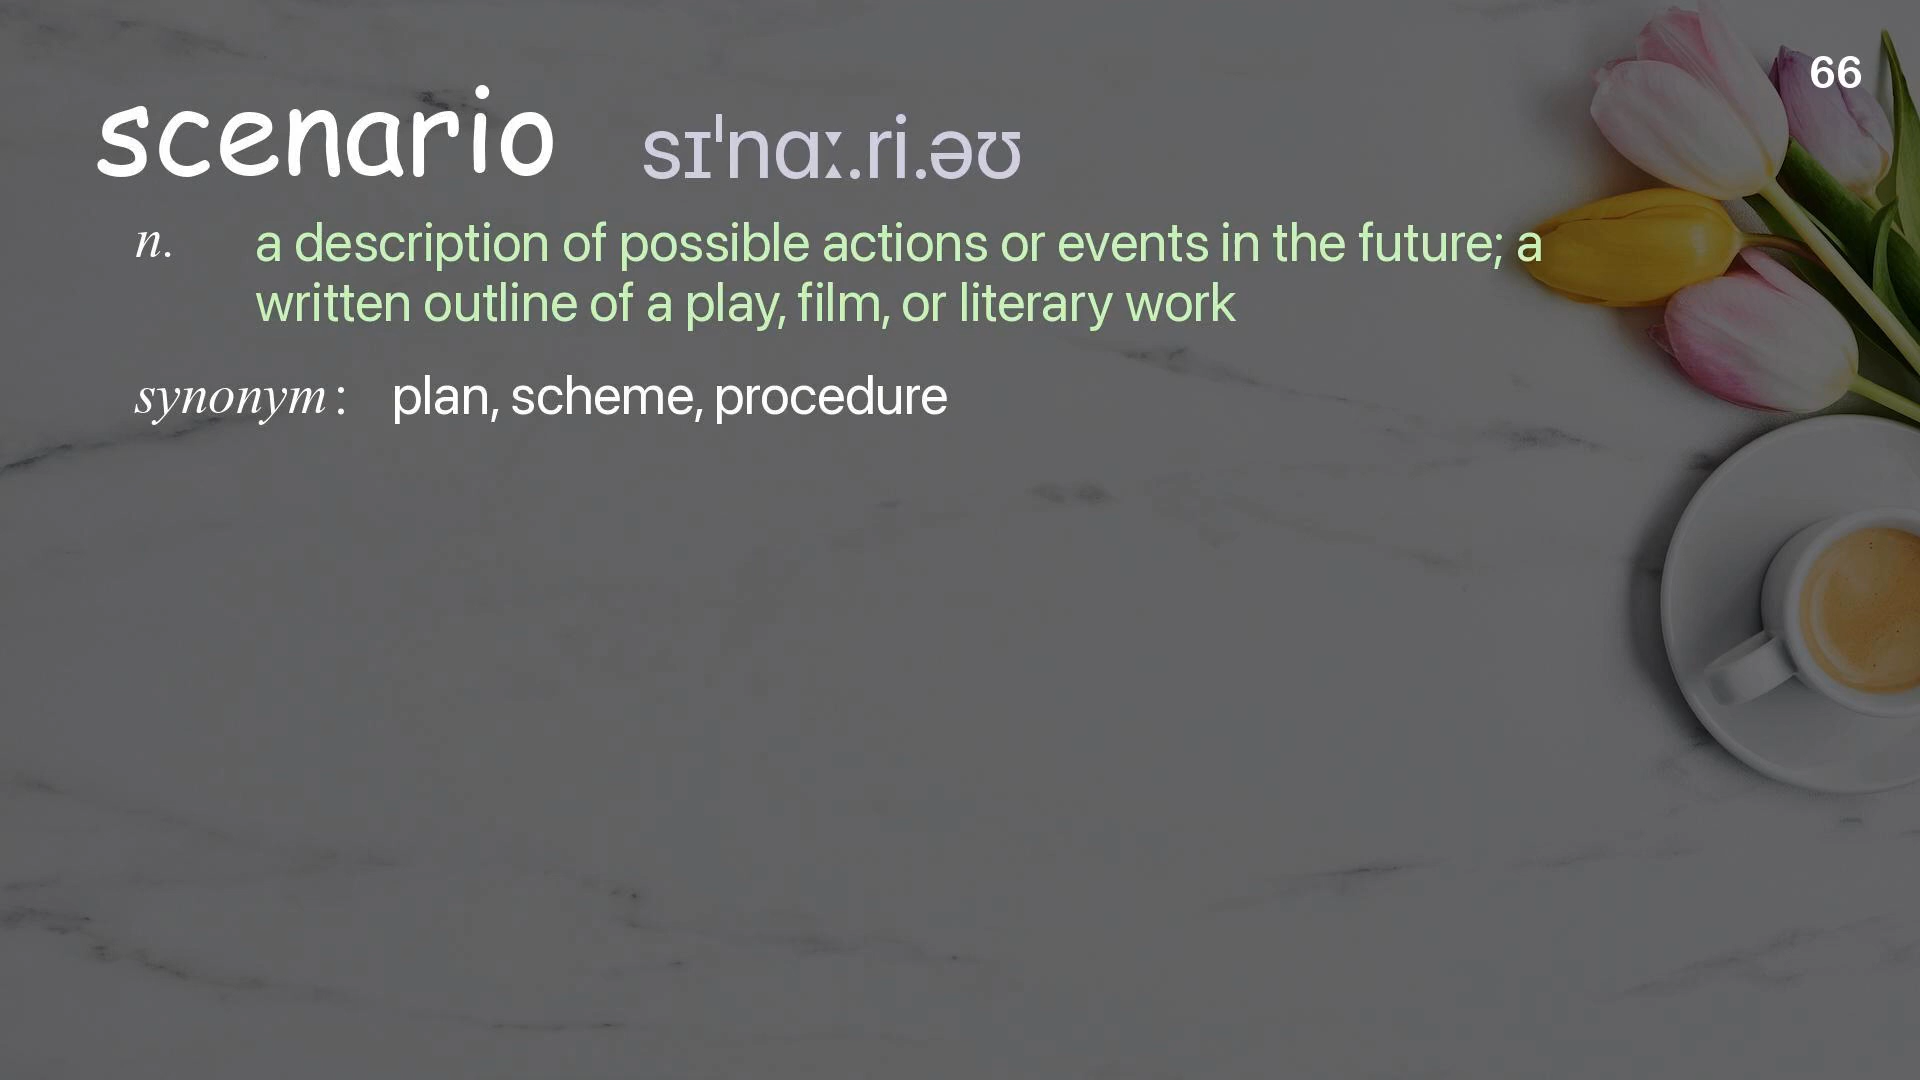 66
scenario sɪˈnɑː.ri.əʊ
n. a description of possible actions or events in the future; a
written outline of a play, film, or literary work
synonym: plan, scheme, procedure